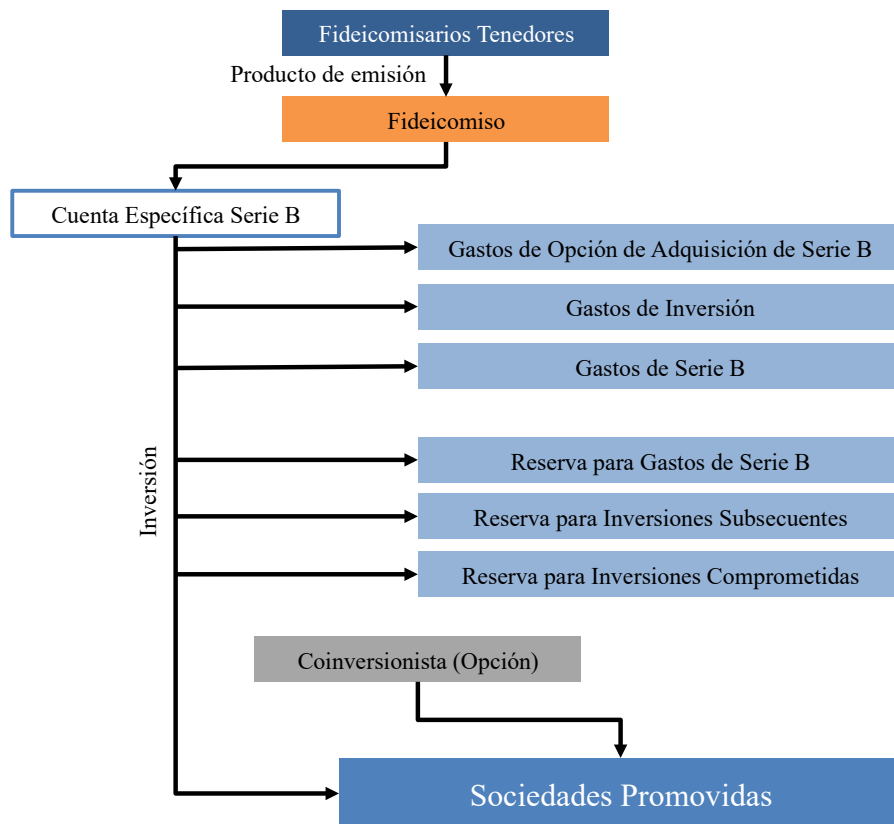 Fideicomisarios Tenedores
Producto de emisión
Fideicomiso
Cuenta Específica Serie B
Gastos de Opción de Adquisición de Serie B
Gastos de Inversión
Gastos de Serie B
Inversión
Reserva para Gastos de Serie B
Reserva para Inversiones Subsecuentes
Reserva para Inversiones Comprometidas
Coinversionista (Opción)
Sociedades Promovidas